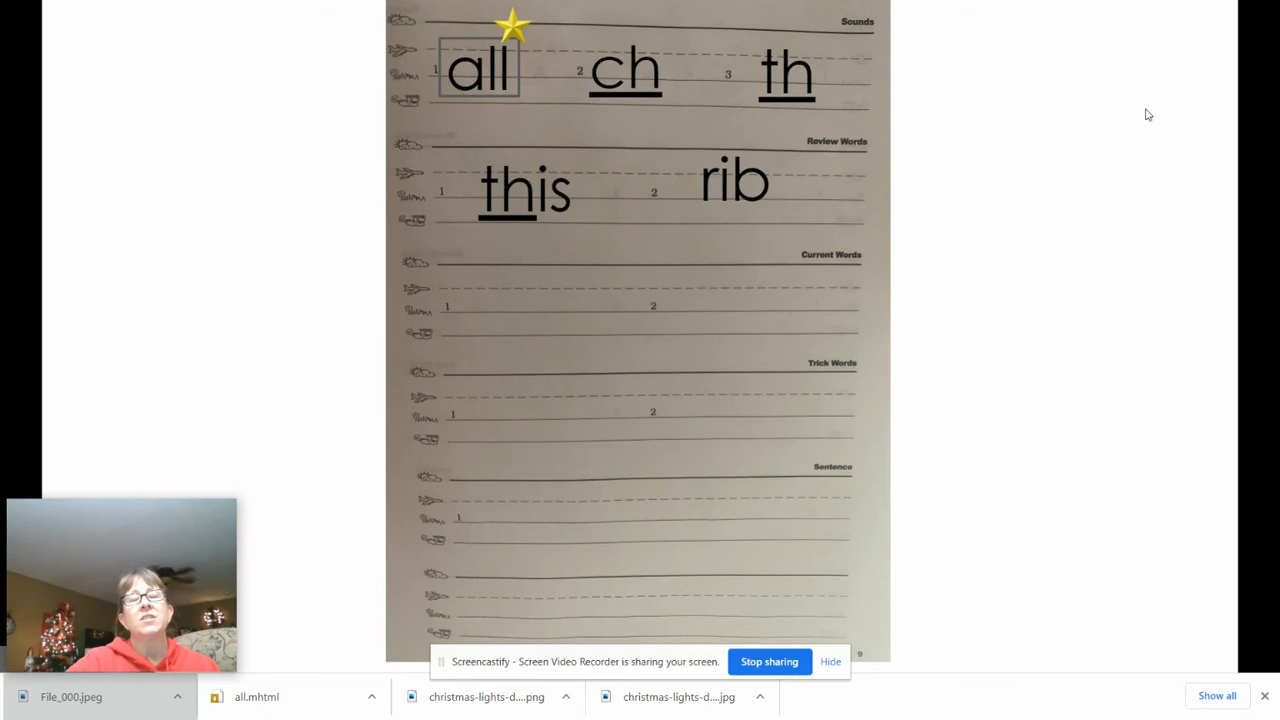 Sounds
1 all 2 ch 3 th
Review Words
1 this 2 rib
Current Words
1 2
Trick Words
1 2
Sentence
1
9
Screencastify - Screen Video Recorder is sharing your screen. Stop sharing Hide
File_000.jpeg all.mhtml christmas-lights-d....png christmas-lights-d....jpg Show all